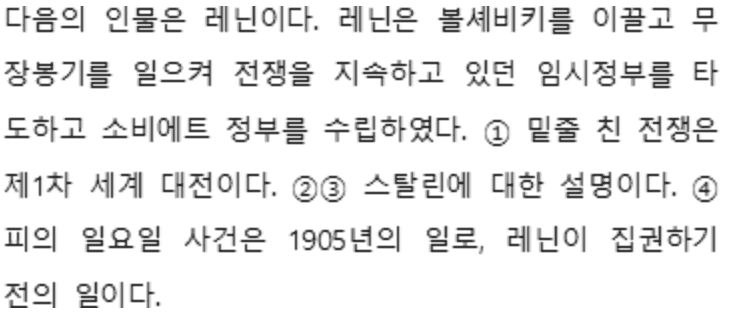 다음의 인물은 레닌이다. 레닌은 볼셰비키를 이끌고 무
장봉기를 일으켜 전쟁을 지속하고 있던 임시정부를 타
도하고 소비에트 정부를 수립하였다. ① 밑줄 친 전쟁은
제1차 세계 대전이다. ②③ 스탈린에 대한 설명이다. ④
피의 일요일 사건은 1905년의 일로, 레닌이 집권하기
전의 일이다.